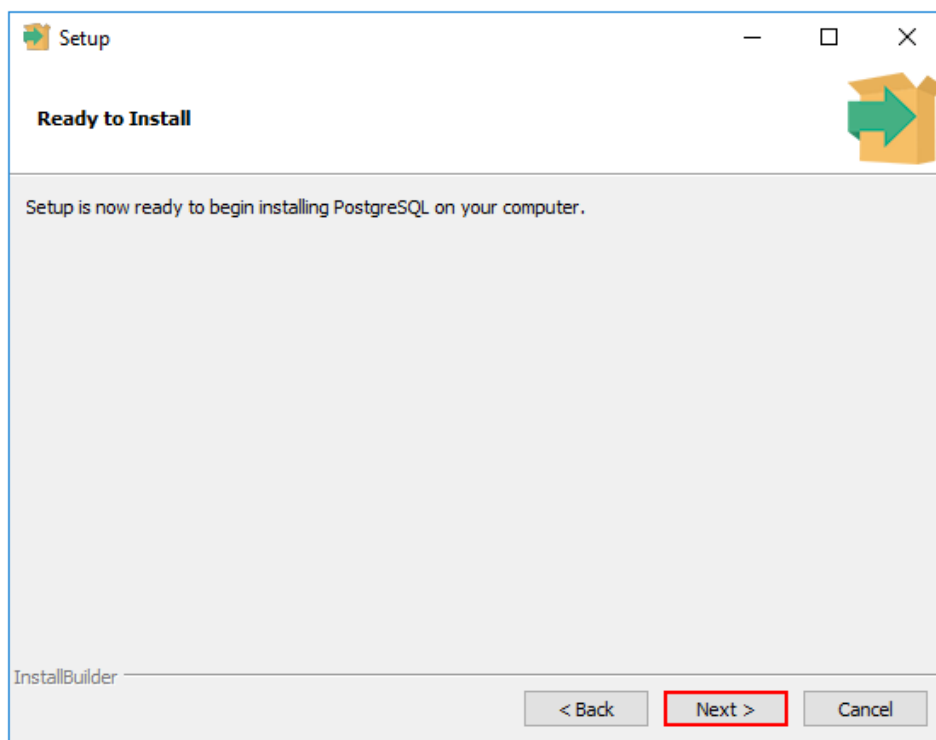 Setup
Ready to Install
Setup is now ready to begin installing PostgreSQL on your computer.
InstallBuilder
< Back
Next >
Cancel